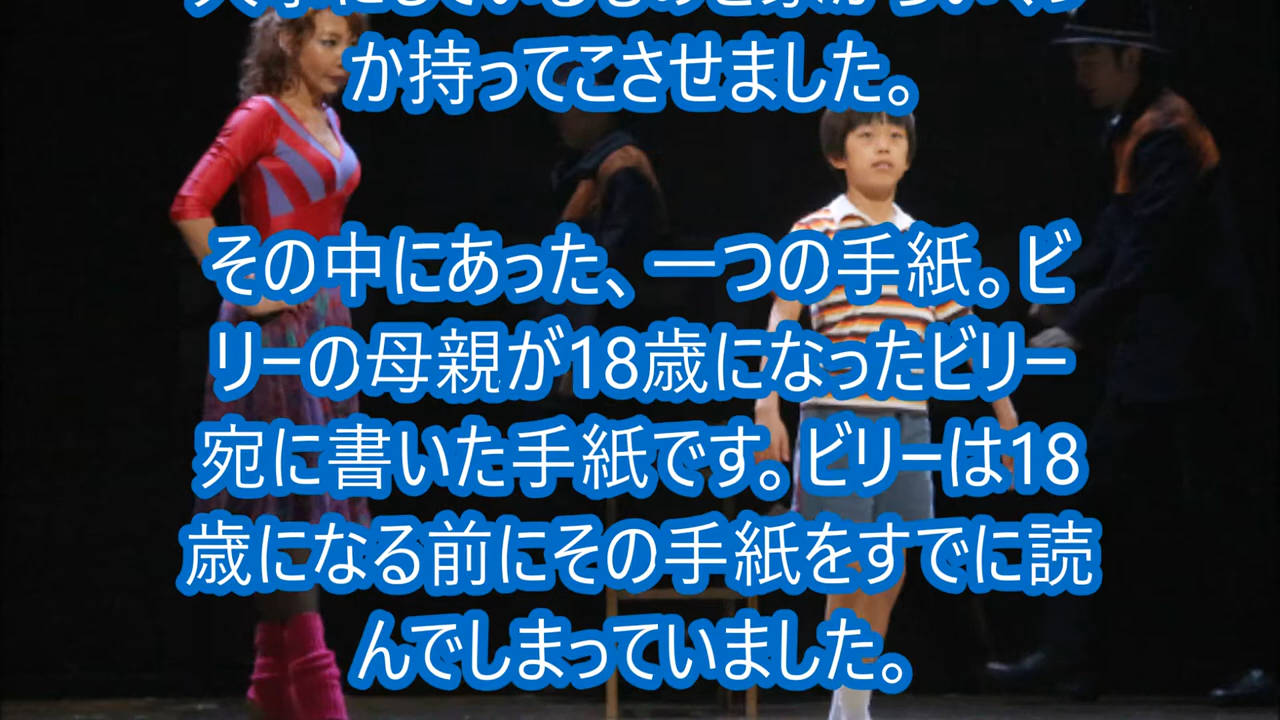 か持ってこさせました。
その中にあった、一つの手紙。ビ
リーの母親が18歳になったビリー
宛に書いた手紙です。ビリーは18
歳になる前にその手紙をすでに読
んでしまっていました。